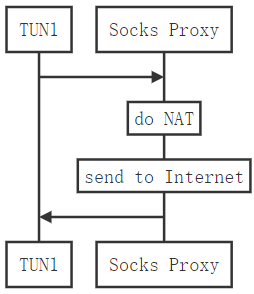 TUN1
Socks Proxy
do NAT
send to Internet
TUN1
Socks Proxy